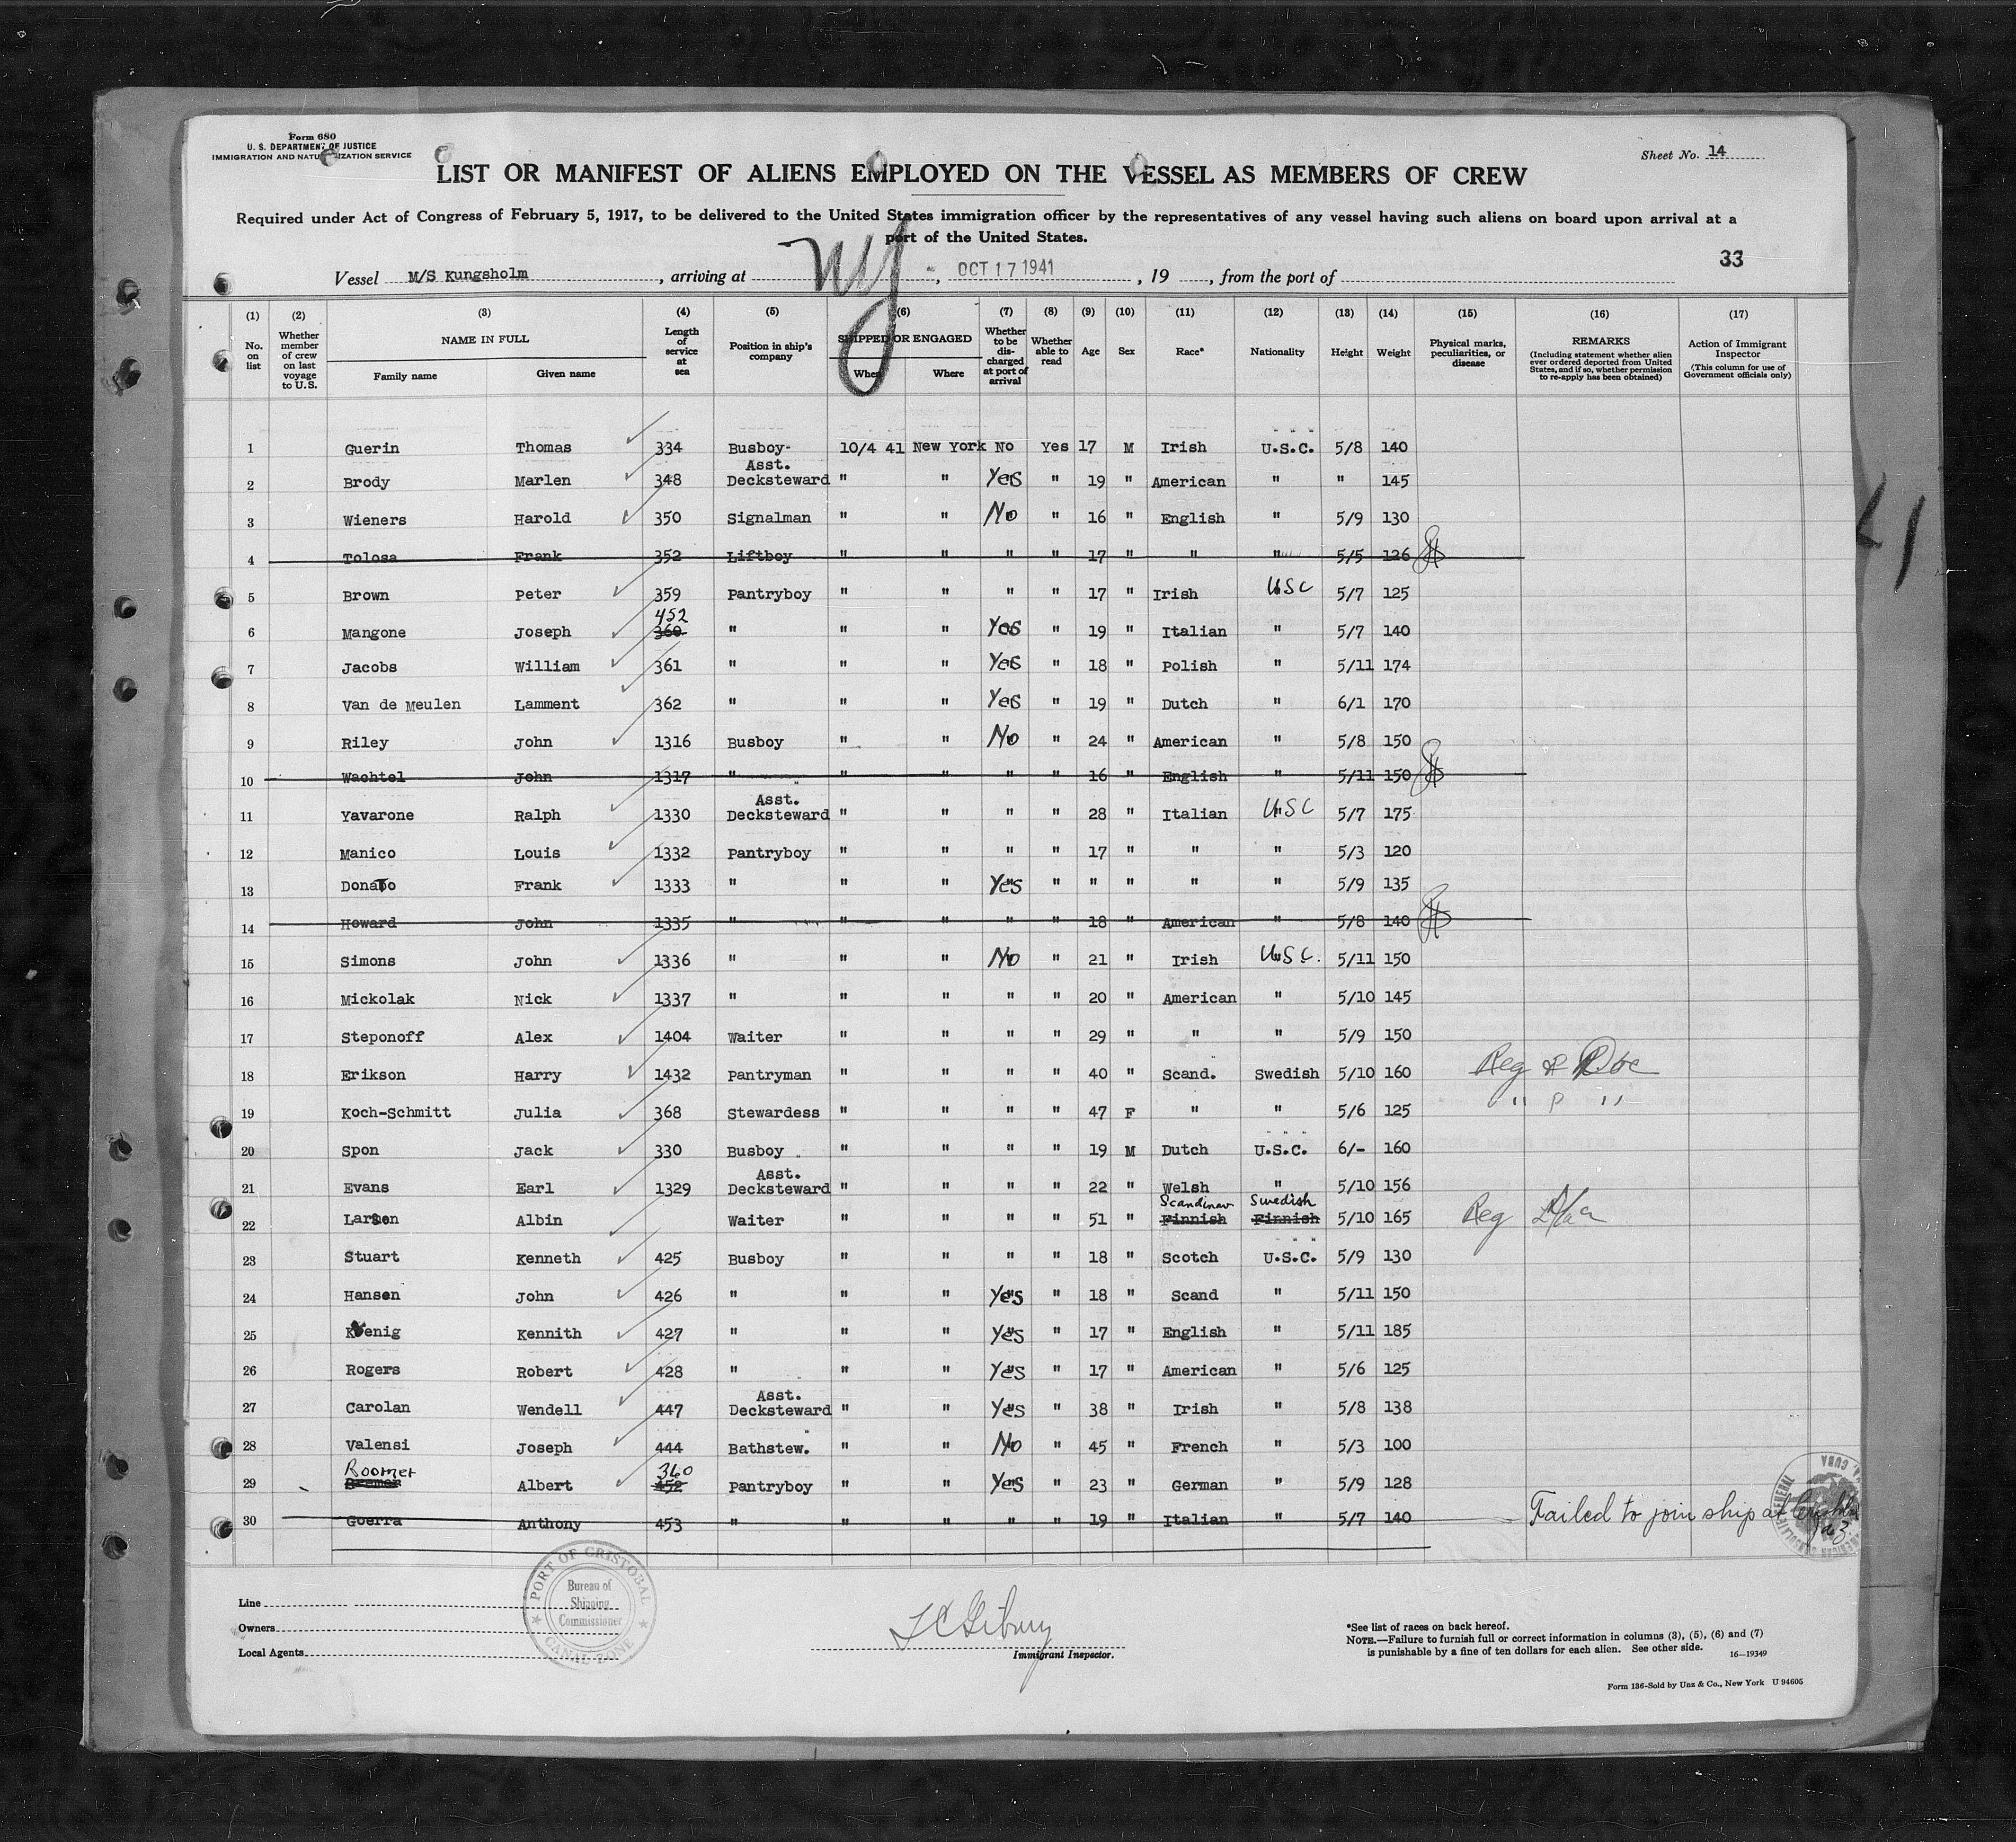 Form 680
U. S. DEPARTMENT OF JUSTICE
IMMIGRATION AND NATURALIZATION SERVICE
Sheet No. 14
LIST OR MANIFEST OF ALIENS EMPLOYED ON THE VESSEL AS MEMBERS OF CREW
Required under Act of Congress of February 5, 1917, to be delivered to the United States immigration officer by the representatives of any vessel having such aliens on board upon arrival at a
port of the United States.
33
Vessel M/S Kungsholm, arriving at NY, OCT 17 1941, 19, from the port of
(1) No. on list
(2) Whether member of crew on last voyage to U.S.
(3) NAME IN FULL Family name Given name
(4) Length of service at sea
(5) Position in ship's company
(6) SHIPPED OR ENGAGED When Where
(7) Whether to be discharged at port of arrival
(8) Whether able to read
(9) Age
(10) Sex
(11) Race*
(12) Nationality
(13) Height
(14) Weight
(15) Physical marks, peculiarities, or disease
(16) REMARKS (Including statement whether alien ever ordered deported from United States, and if so, whether permission to re-apply has been obtained)
(17) Action of Immigrant Inspector (This column for use of Government officials only)
1 Guerin Thomas 334 Busboy- 10/4 41 New York No Yes 17 M Irish U.S.C. 5/8 140
2 Brody Marlen 348 Asst. Decksteward " " Yes " 19 " American " " 145
3 Wieners Harold 350 Signalman " " No " 16 " English " 5/9 130
4 Tolosa Frank 352 Liftboy " " " " 17 " " " 5/5 126
5 Brown Peter 359 Pantryboy " " " " 17 " Irish USC 5/7 125
6 Mangone Joseph 452 360 " " " Yes " 19 " Italian " 5/7 140
7 Jacobs William 361 " " " Yes " 18 " Polish " 5/11 174
8 Van de Meulen Lamment 362 " " " Yes " 19 " Dutch " 6/1 170
9 Riley John 1316 Busboy " " No " 24 " American " 5/8 150
10 Wachtel John 1317 " " " " " 16 " English " 5/11 150
11 Yavarone Ralph 1330 Asst. Decksteward " " " " 28 " Italian USC 5/7 175
12 Manico Louis 1332 Pantryboy " " " " 17 " " " 5/3 120
13 Donato Frank 1333 " " " Yes " " " " " 5/9 135
14 Howard John 1335 " " " " " 18 " American " 5/8 140
15 Simons John 1336 " " " No " 21 " Irish U.S.C. 5/11 150
16 Mickolak Nick 1337 " " " " " 20 " American " 5/10 145
17 Steponoff Alex 1404 Waiter " " " " 29 " " " 5/9 150
18 Erikson Harry 1432 Pantryman " " " " 40 " Scand. Swedish 5/10 160 Reg
19 Koch-Schmitt Julia 368 Stewardess " " " " 47 F " " 5/6 125 " P "
20 Spon Jack 330 Busboy " " " " 19 M Dutch U.S.C. 6/- 160
21 Evans Earl 1329 Asst. Decksteward " " " " 22 " Welsh " 5/10 156
22 Larson Albin Waiter " " " " 51 " Scandinav Finnish Swedish Finnish 5/10 165 Reg
23 Stuart Kenneth 425 Busboy " " " " 18 " Scotch U.S.C. 5/9 130
24 Hansen John 426 " " " Yes " 18 " Scand " 5/11 150
25 Koenig Kennith 427 " " " Yes " 17 " English " 5/11 185
26 Rogers Robert 428 " " " Yes " 17 " American " 5/6 125
27 Carolan Wendell 447 Asst. Decksteward " " Yes " 38 " Irish " 5/8 138
28 Valensi Joseph 444 Bathstew. " " No " 45 " French " 5/3 100
29 Roomer Albert 360 452 Pantryboy " " Yes " 23 " German " 5/9 128
30 Guerra Anthony 453 " " " " " 19 " Italian " 5/7 140 Failed to join ship at
Line
Owners
Local Agents
PORT OF CRISTOBAL
Bureau of Shipping Commissioner
CANAL ZONE
Immigrant Inspector.
*See list of races on back hereof.
NOTE.—Failure to furnish full or correct information in columns (3), (5), (6) and (7)
is punishable by a fine of ten dollars for each alien. See other side.
16—19349
Form 136-Sold by Unz & Co., New York U 94605